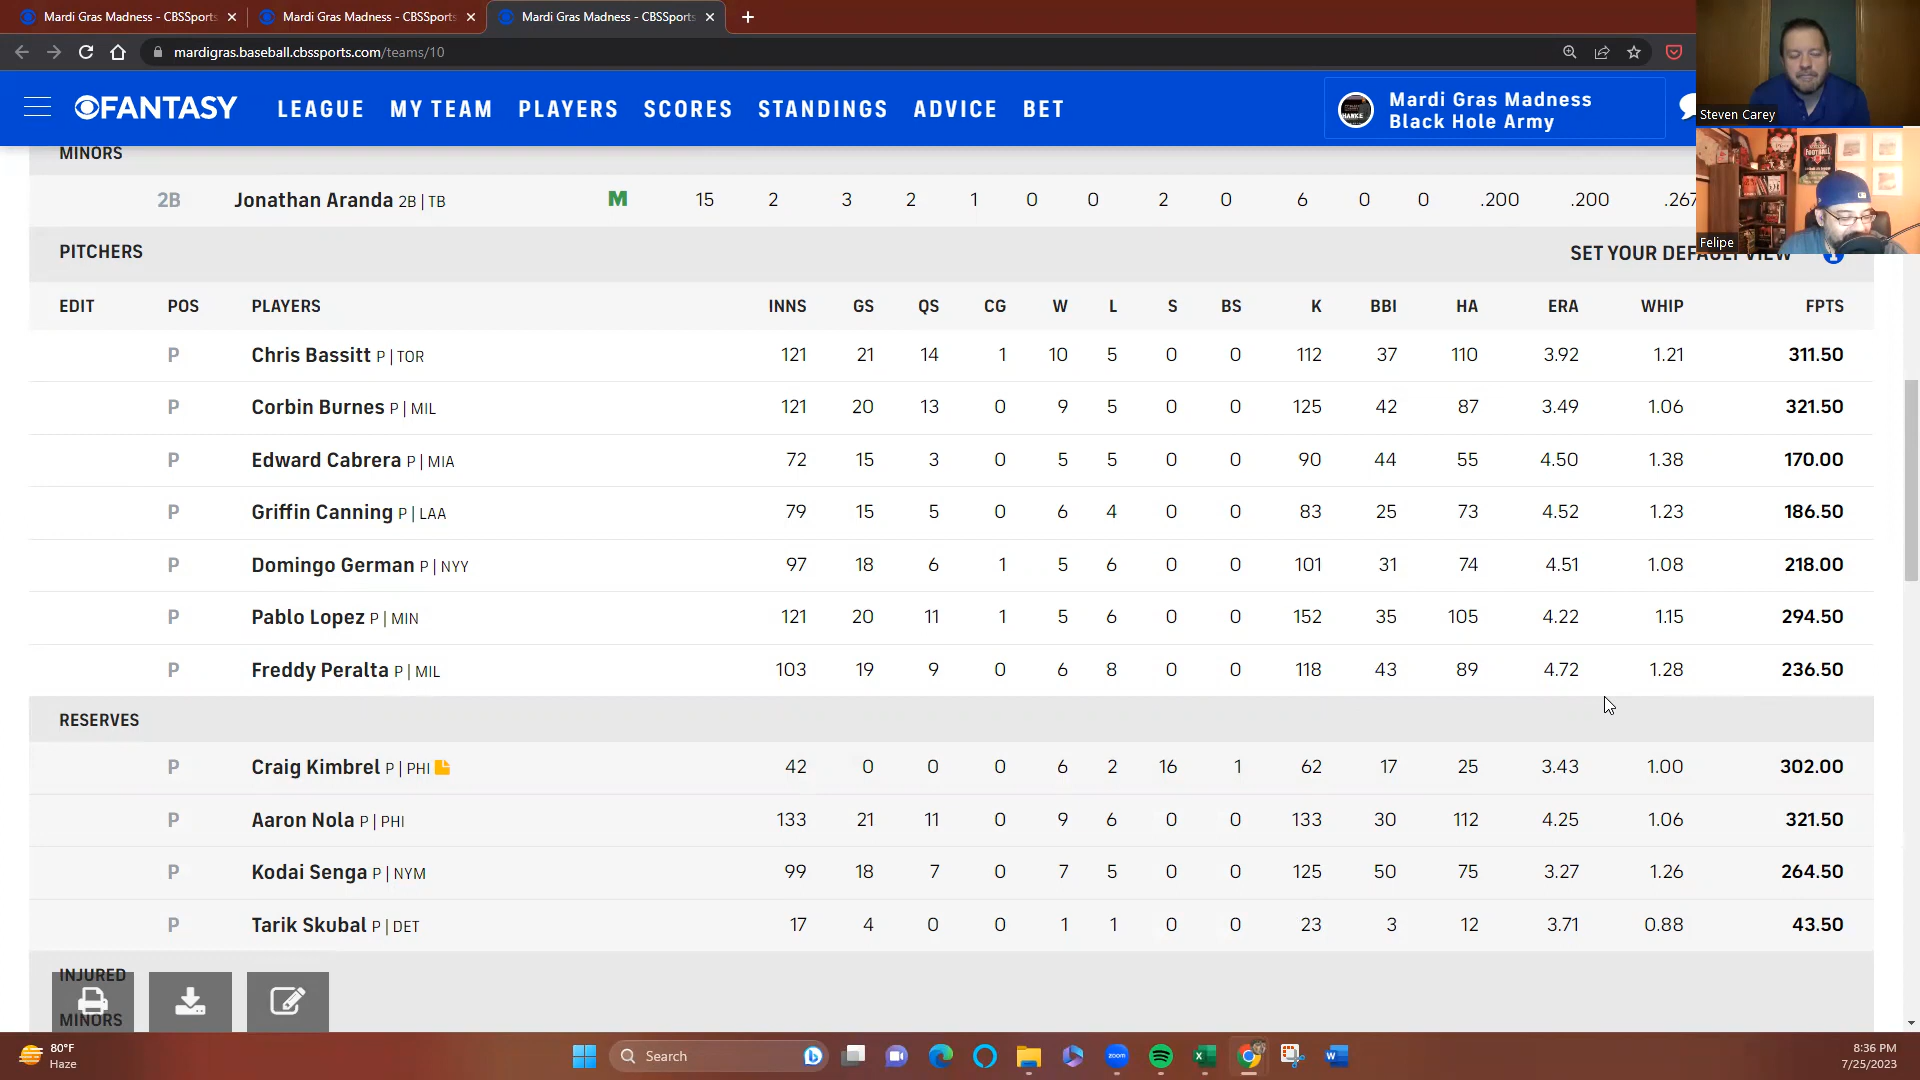 Mardi Gras Madness - CBSSports
Mardi Gras Madness - CBSSports
Mardi Gras Madness - CBSSports
mardigras.baseball.cbssports.com/teams/10
FANTASY LEAGUE MY TEAM PLAYERS SCORES STANDINGS ADVICE BET
Mardi Gras Madness
Black Hole Army
Steven Carey
Felipe
MINORS
2B Jonathan Aranda 2B | TB M 15 2 3 2 1 0 0 2 0 6 0 0 .200 .200 .267
PITCHERS SET YOUR DEFAULT VIEW
EDIT POS PLAYERS INNS GS QS CG W L S BS K BBI HA ERA WHIP FPTS
P Chris Bassitt P | TOR 121 21 14 1 10 5 0 0 112 37 110 3.92 1.21 311.50
P Corbin Burnes P | MIL 121 20 13 0 9 5 0 0 125 42 87 3.49 1.06 321.50
P Edward Cabrera P | MIA 72 15 3 0 5 5 0 0 90 44 55 4.50 1.38 170.00
P Griffin Canning P | LAA 79 15 5 0 6 4 0 0 83 25 73 4.52 1.23 186.50
P Domingo German P | NYY 97 18 6 1 5 6 0 0 101 31 74 4.51 1.08 218.00
P Pablo Lopez P | MIN 121 20 11 1 5 6 0 0 152 35 105 4.22 1.15 294.50
P Freddy Peralta P | MIL 103 19 9 0 6 8 0 0 118 43 89 4.72 1.28 236.50
RESERVES
P Craig Kimbrel P | PHI 42 0 0 0 6 2 16 1 62 17 25 3.43 1.00 302.00
P Aaron Nola P | PHI 133 21 11 0 9 6 0 0 133 30 112 4.25 1.06 321.50
P Kodai Senga P | NYM 99 18 7 0 7 5 0 0 125 50 75 3.27 1.26 264.50
P Tarik Skubal P | DET 17 4 0 0 1 1 0 0 23 3 12 3.71 0.88 43.50
INJURED
MINORS
80°F
Haze
Search
zoom
8:36 PM
7/25/2023